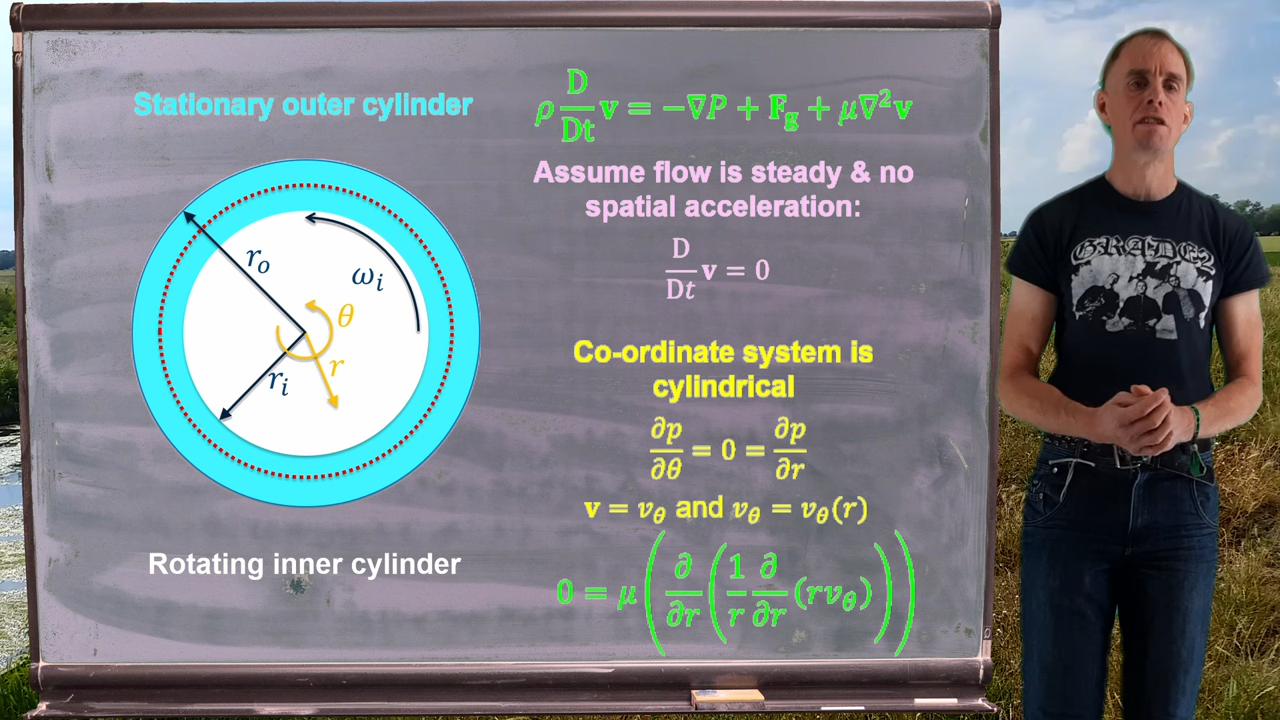 Stationary outer cylinder
r_o
ω_i
θ
r
r_i
Rotating inner cylinder
ρ D/Dt v = −∇P + F_g + μ∇²v
Assume flow is steady & no
spatial acceleration:
D/Dt v = 0
Co-ordinate system is
cylindrical
∂p/∂θ = 0 = ∂p/∂r
v = v_θ and v_θ = v_θ(r)
0 = μ(∂/∂r(1/r ∂/∂r(rv_θ)))
GRADE2